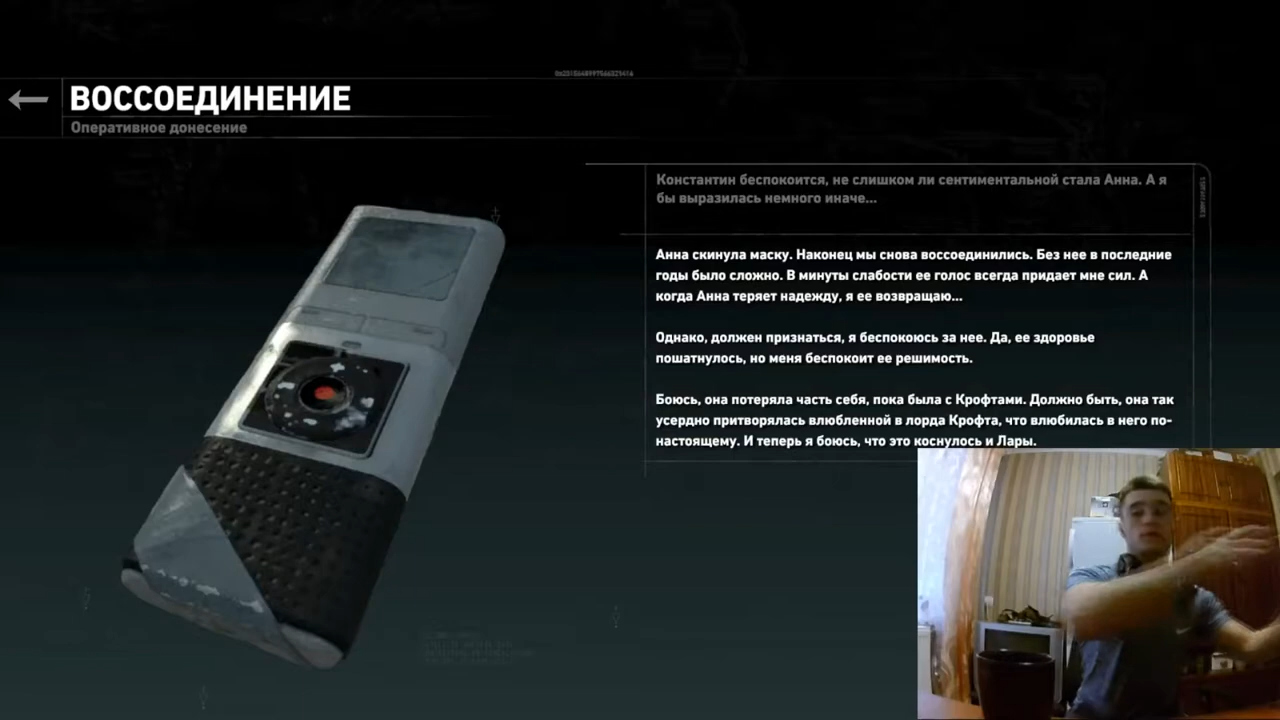 ВОССОЕДИНЕНИЕ
Оперативное донесение
Константин беспокоится, не слишком ли сентиментальной стала Анна. А я
бы выразилась немного иначе...
Анна скинула маску. Наконец мы снова воссоединились. Без нее в последние
годы было сложно. В минуты слабости ее голос всегда придает мне сил. А
когда Анна теряет надежду, я ее возвращаю...
Однако, должен признаться, я беспокоюсь за нее. Да, ее здоровье
пошатнулось, но меня беспокоит ее решимость.
Боюсь, она потеряла часть себя, пока была с Крофтами. Должно быть, она так
усердно притворялась влюбленной в лорда Крофта, что влюбилась в него по-
настоящему. И теперь я боюсь, что это коснулось и Лары.